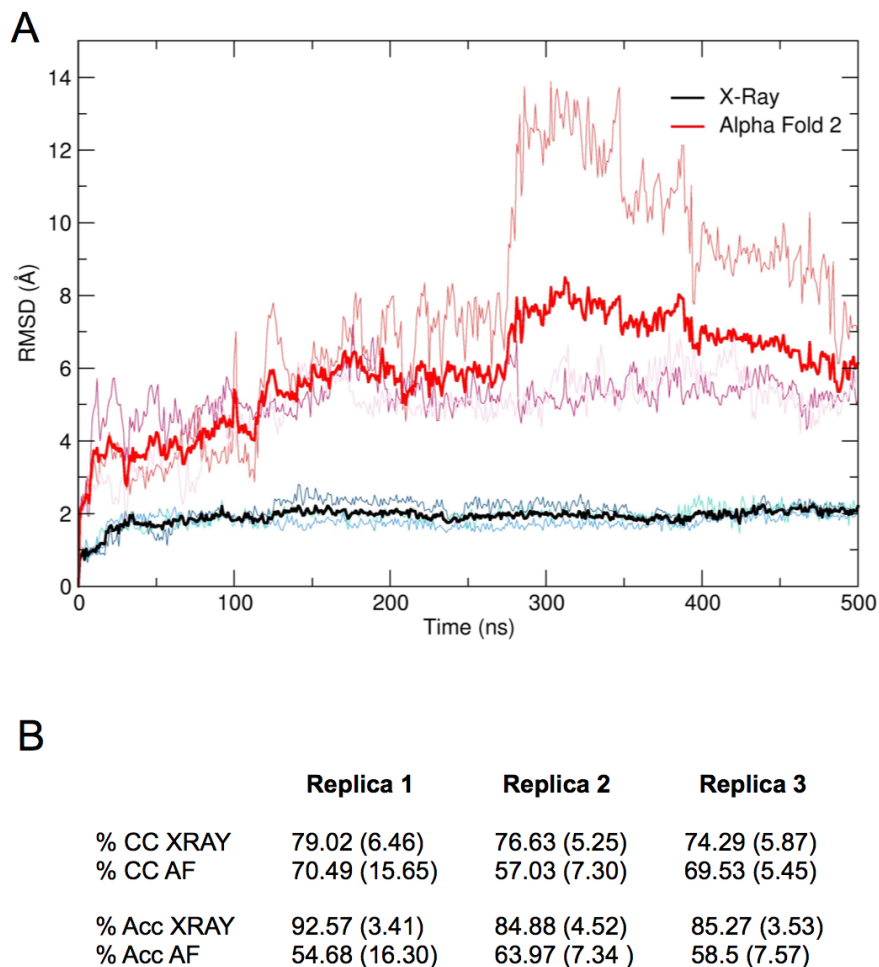 A
14
12
10
8
6
4
2
0
RMSD (Å)
X-Ray
Alpha Fold 2
0 100 200 300 400 500
Time (ns)
B
Replica 1 Replica 2 Replica 3
% CC XRAY 79.02 (6.46) 76.63 (5.25) 74.29 (5.87)
% CC AF 70.49 (15.65) 57.03 (7.30) 69.53 (5.45)
% Acc XRAY 92.57 (3.41) 84.88 (4.52) 85.27 (3.53)
% Acc AF 54.68 (16.30) 63.97 (7.34 ) 58.5 (7.57)